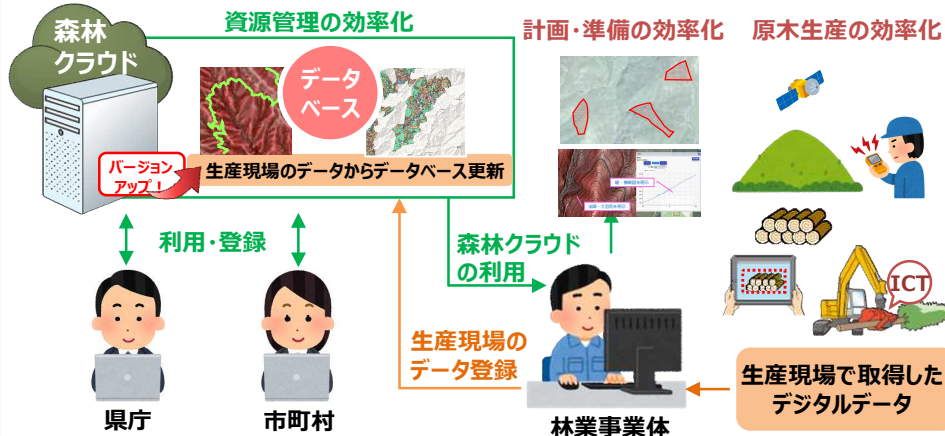 森林
クラウド
資源管理の効率化
計画・準備の効率化
原木生産の効率化
データ
ベース
バージョン
アップ！
生産現場のデータからデータベース更新
利用・登録
森林クラウド
の利用
生産現場の
データ登録
ICT
県庁
市町村
林業事業体
生産現場で取得した
デジタルデータ